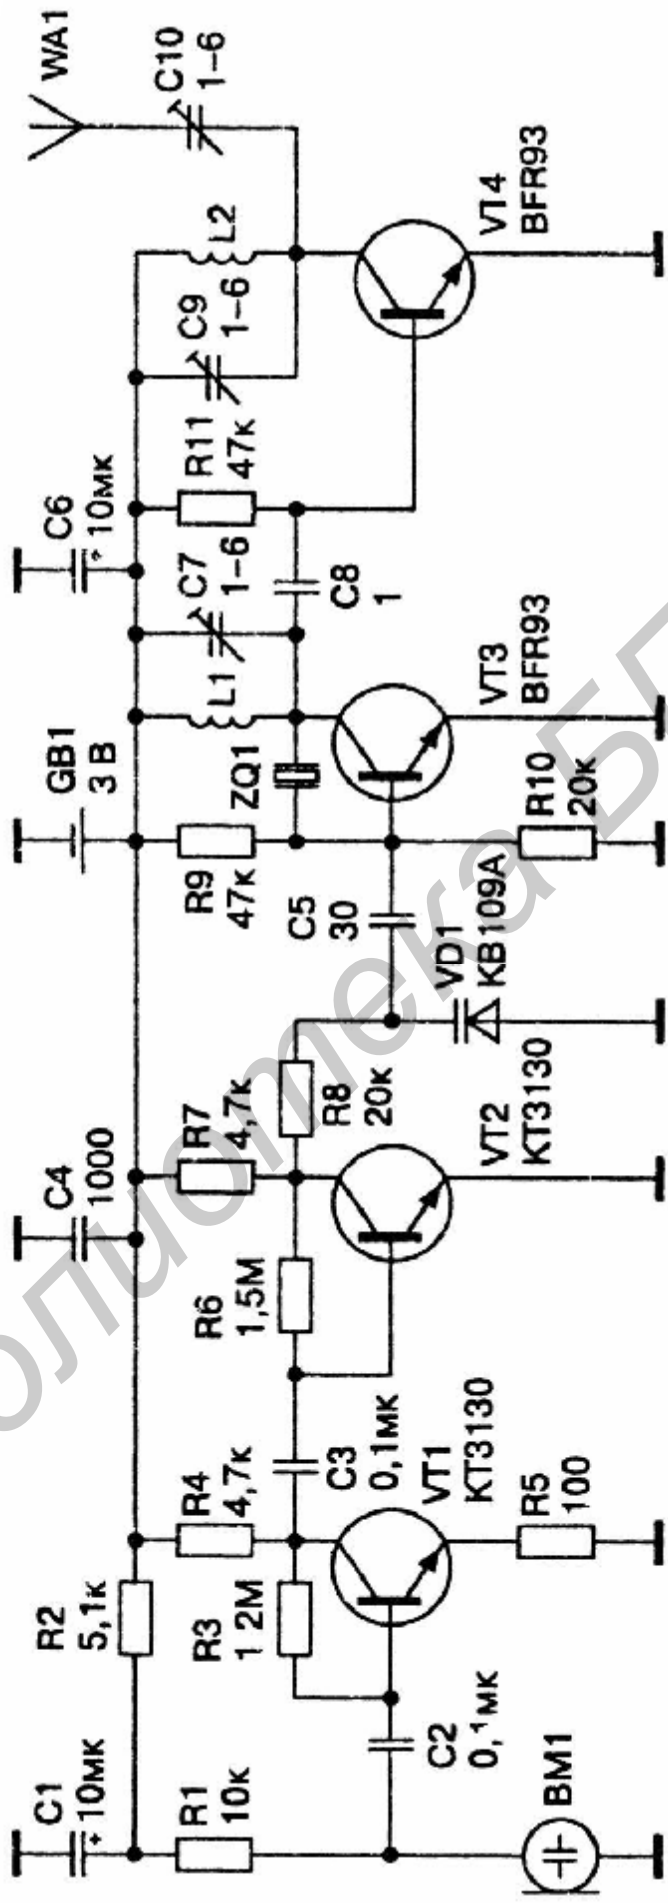 C1
10мк
R1
10к
BM1
R2
5,1к
C2
0,1мк
R3
1 2М
R4
4,7к
VT1
КТ3130
R5
100
C3
0,1мк
C4
1000
R6
1,5М
R7
4,7к
VT2
КТ3130
R8
20к
VD1
КВ109А
C5
30
GB1
3 В
R9
47к
ZQ1
L1
R10
20к
VT3
BFR93
C6
10мк
C7
1–6
C8
1
R11
47к
C9
1–6
L2
VT4
BFR93
C10
1–6
WA1